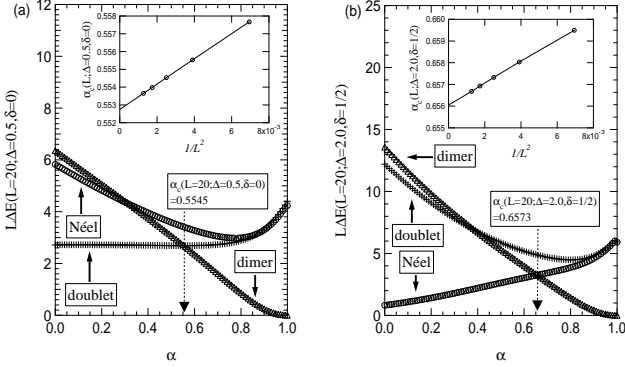 (a)
12
10
8
6
4
2
0
LΔE(L=20;Δ=0.5,δ=0)
0.0
0.2
0.4
0.6
0.8
1.0
α
α_c(L;Δ=0.5,δ=0)
0.558
0.556
0.554
0.552
0
2
4
6
8x10⁻³
1/L²
α_c(L=20;Δ=0.5,δ=0)
=0.5545
Néel
doublet
dimer
(b)
25
20
15
10
5
0
LΔE(L=20;Δ=2.0,δ=1/2)
0.0
0.2
0.4
0.6
0.8
1.0
α
α_c(L;Δ=2.0,δ=1/2)
0.660
0.659
0.658
0.657
0.656
0.655
0
2
4
6
8x10⁻³
1/L²
dimer
α_c(L=20;Δ=2.0,δ=1/2)
=0.6573
doublet
Néel